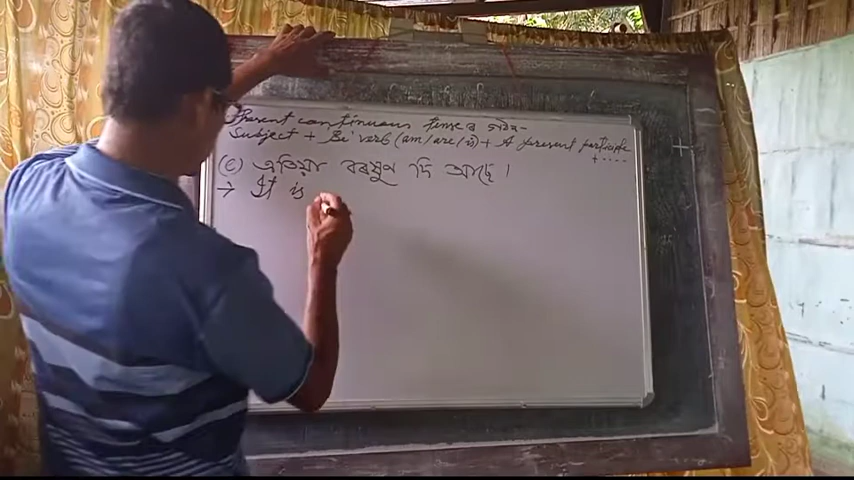 Present continuous tense ৰ গঠন-
Subject + Be' verb (am/are/is) + A present participle
+ .....
(c) এতিয়া বৰষুণ দি আছে।
→ It is